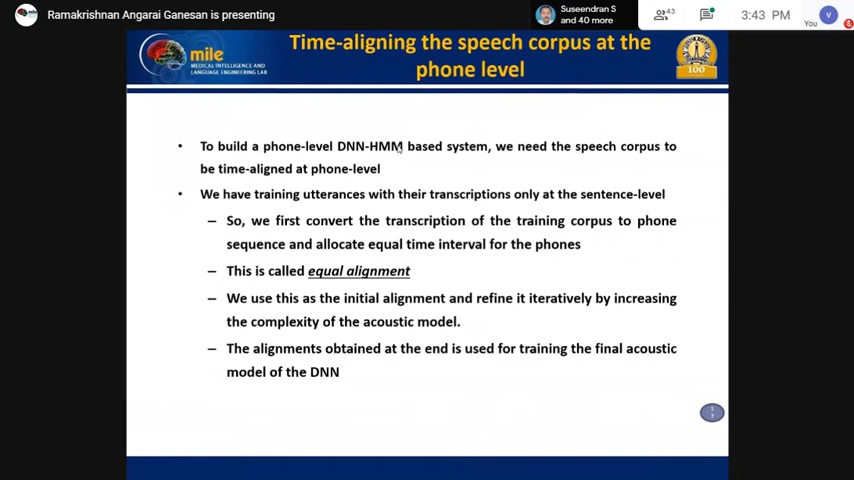 Ramakrishnan Angarai Ganesan is presenting
Suseendran S
and 40 more
43
3:43 PM
You
V
mile
MEDICAL INTELLIGENCE AND
LANGUAGE ENGINEERING LAB
Time-aligning the speech corpus at the
phone level
100
• To build a phone-level DNN-HMM based system, we need the speech corpus to
be time-aligned at phone-level
• We have training utterances with their transcriptions only at the sentence-level
– So, we first convert the transcription of the training corpus to phone
sequence and allocate equal time interval for the phones
– This is called equal alignment
– We use this as the initial alignment and refine it iteratively by increasing
the complexity of the acoustic model.
– The alignments obtained at the end is used for training the final acoustic
model of the DNN